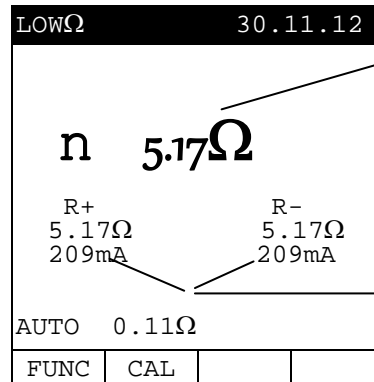 LOWΩ 30.11.12
n 5.17Ω
R+ R-
5.17Ω 5.17Ω
209mA 209mA
AUTO 0.11Ω
FUNC CAL